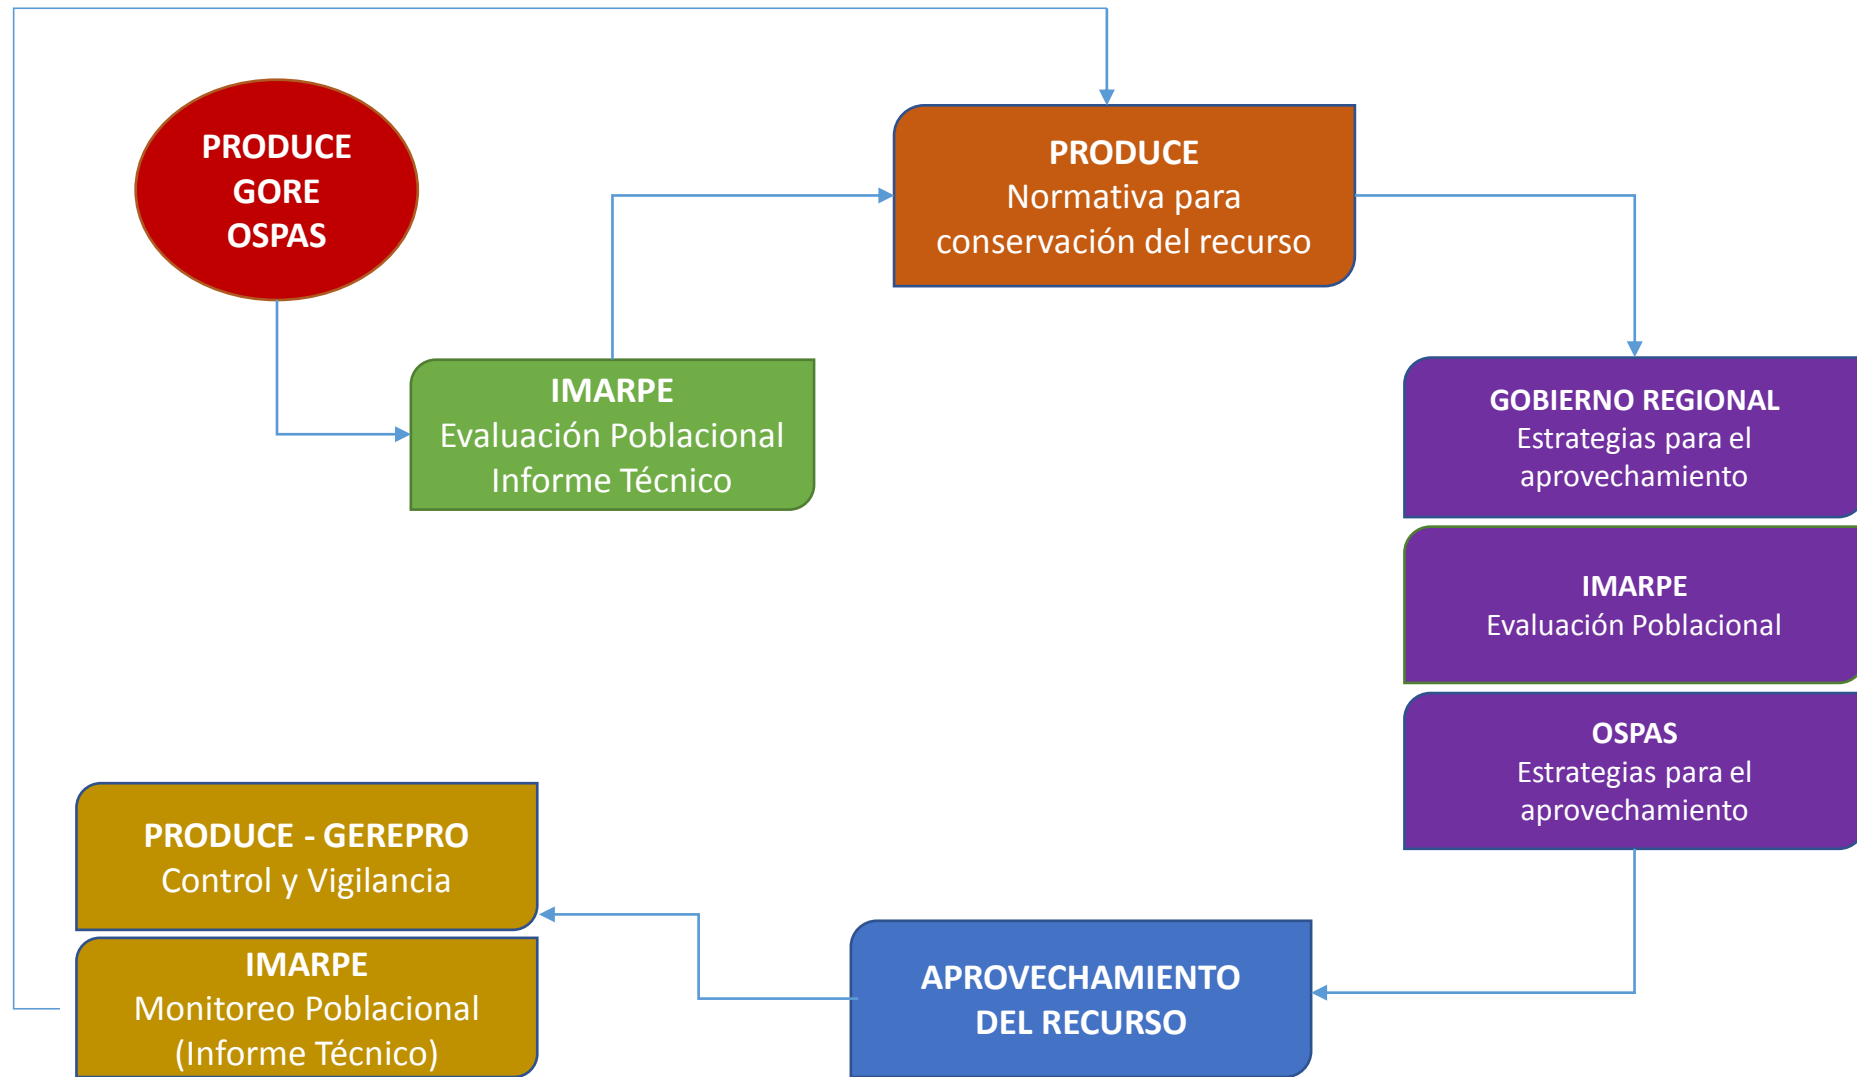 PRODUCE
GORE
OSPAS
PRODUCE
Normativa para
conservación del recurso
IMARPE
Evaluación Poblacional
Informe Técnico
GOBIERNO REGIONAL
Estrategias para el
aprovechamiento
IMARPE
Evaluación Poblacional
OSPAS
Estrategias para el
aprovechamiento
PRODUCE - GEREPRO
Control y Vigilancia
IMARPE
Monitoreo Poblacional
(Informe Técnico)
APROVECHAMIENTO
DEL RECURSO